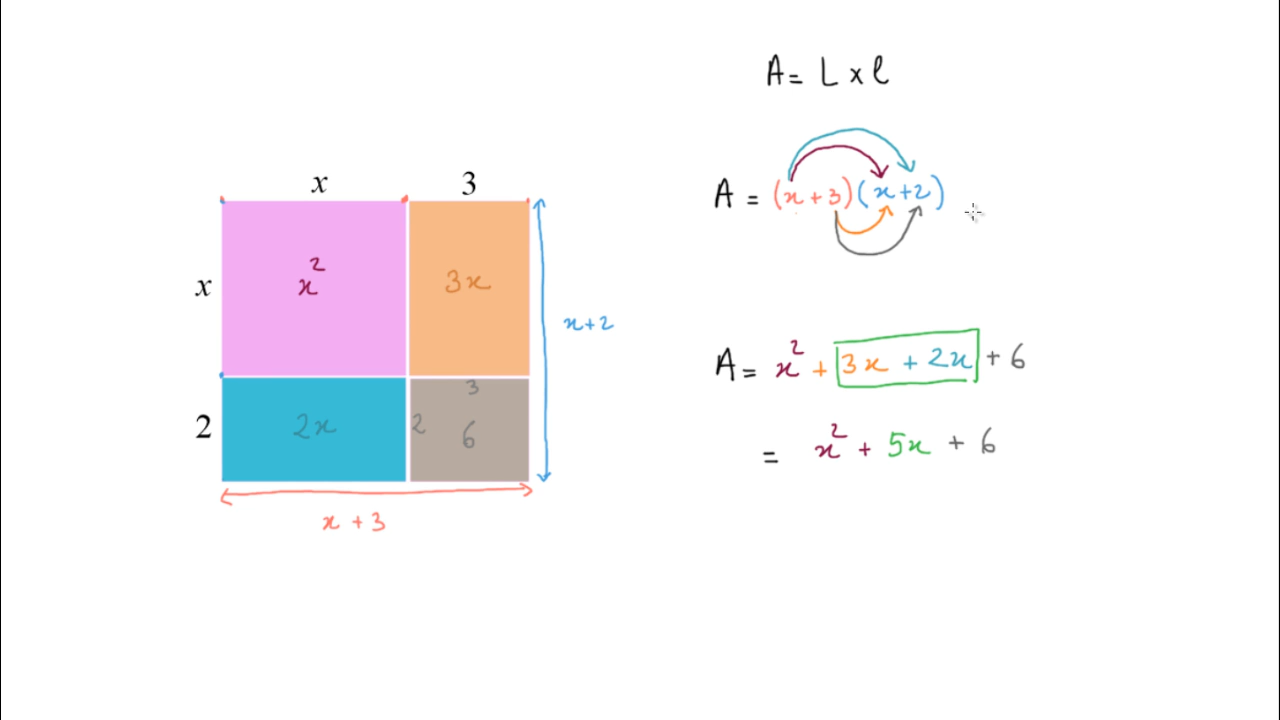 A = L x l
x 3
A = (x + 3)(x + 2)
x x² 3x
x+2
A = x² + 3x + 2x + 6
3
2 2x 2 6
= x² + 5x + 6
x + 3